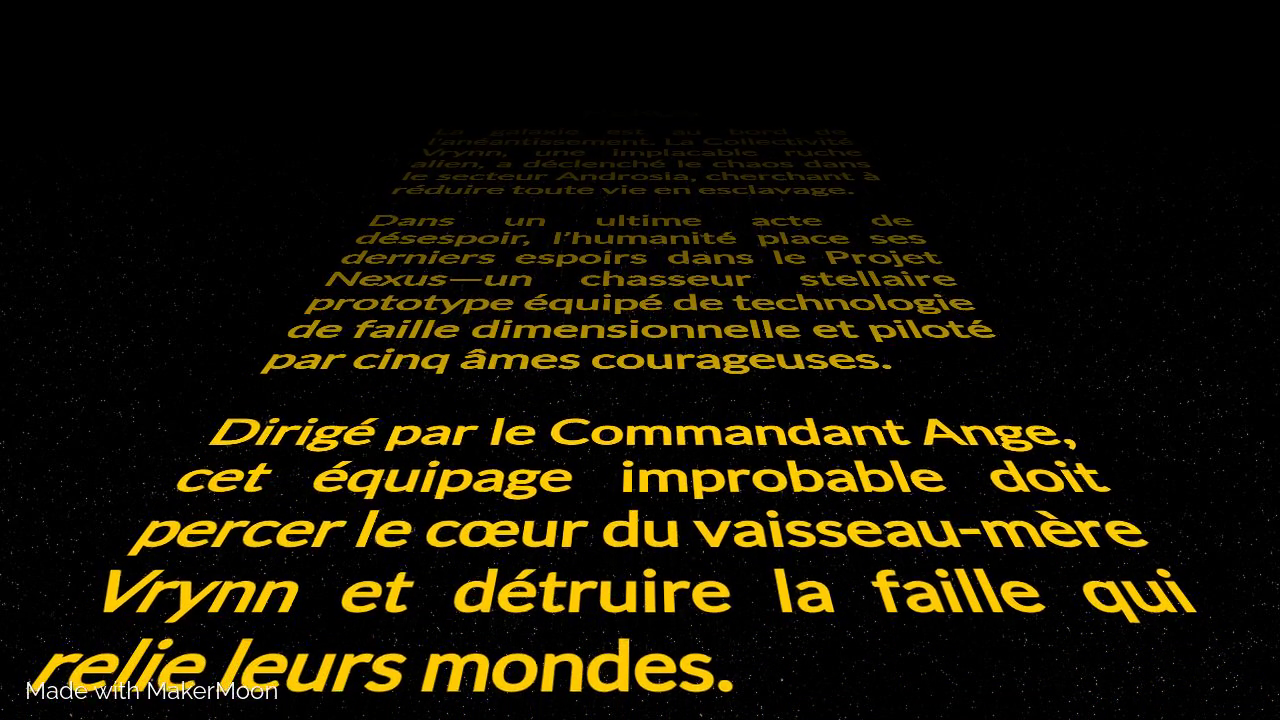 La galaxie est au bord de
l'anéantissement. La Collectivité
Vrynn, une implacable ruche
alien, a déclenché le chaos dans
le secteur Androsia, cherchant à
réduire toute vie en esclavage.
Dans un ultime acte de
désespoir, l'humanité place ses
derniers espoirs dans le Projet
Nexus—un chasseur stellaire
prototype équipé de technologie
de faille dimensionnelle et piloté
par cinq âmes courageuses.
Dirigé par le Commandant Ange,
cet équipage improbable doit
percer le cœur du vaisseau-mère
Vrynn et détruire la faille qui
relie leurs mondes.
Made with MakerMoon